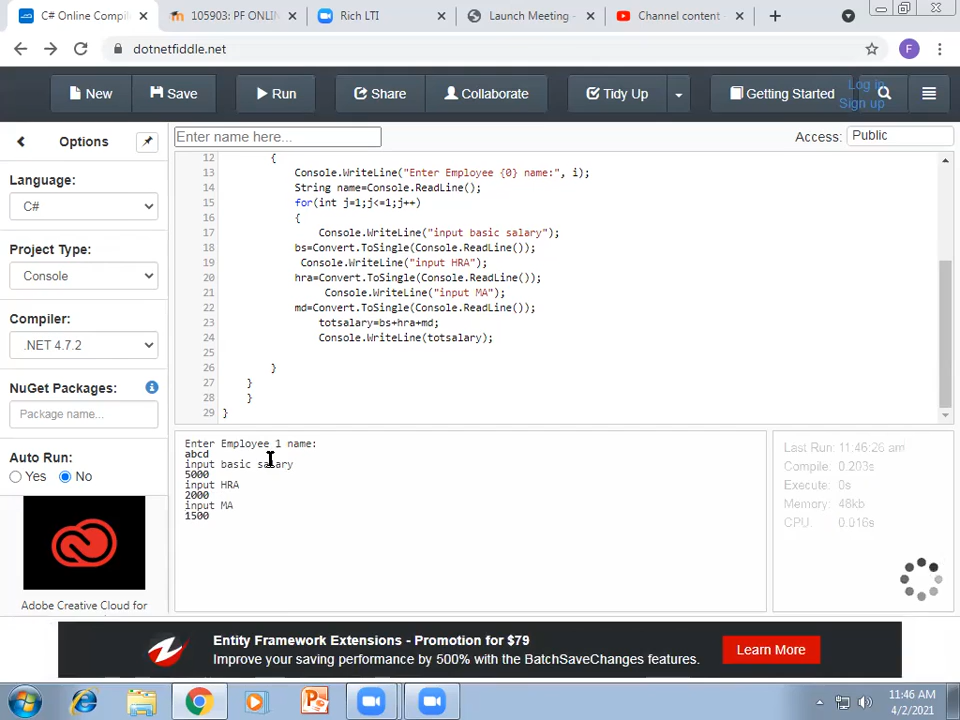 C# Online Compil
105903: PF ONLIN
Rich LTI
Launch Meeting -
Channel content -
dotnetfiddle.net
F
New
Save
Run
Share
Collaborate
Tidy Up
Getting Started
Log in
Sign up
Options
Enter name here...
Access:
Public
Language:
C#
Project Type:
Console
Compiler:
.NET 4.7.2
NuGet Packages:
Package name...
Auto Run:
Yes
No
Adobe Creative Cloud for
12 {
13 Console.WriteLine("Enter Employee {0} name:", i);
14 String name=Console.ReadLine();
15 for(int j=1;j<=1;j++)
16 {
17 Console.WriteLine("input basic salary");
18 bs=Convert.ToSingle(Console.ReadLine());
19 Console.WriteLine("input HRA");
20 hra=Convert.ToSingle(Console.ReadLine());
21 Console.WriteLine("input MA");
22 md=Convert.ToSingle(Console.ReadLine());
23 totsalary=bs+hra+md;
24 Console.WriteLine(totsalary);
25
26 }
27 }
28 }
29 }
Enter Employee 1 name:
abcd
input basic salary
5000
input HRA
2000
input MA
1500
Last Run: 11:46:26 am
Compile: 0.203s
Execute: 0s
Memory: 48kb
CPU: 0.016s
Entity Framework Extensions - Promotion for $79
Improve your saving performance by 500% with the BatchSaveChanges features.
Learn More
11:46 AM
4/2/2021